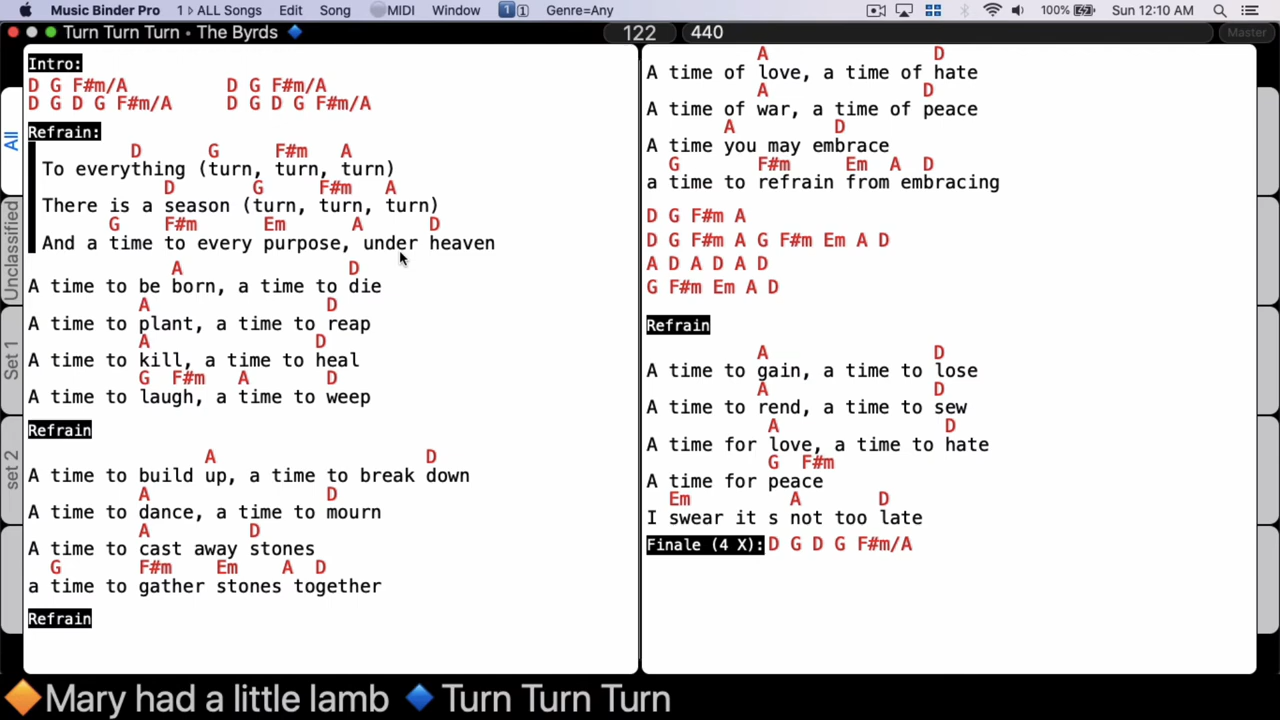 Music Binder Pro 1 ⟩ ALL Songs Edit Song MIDI Window 1 ① Genre=Any 100% Sun 12:10 AM
Turn Turn Turn • The Byrds 122 440 Master
All
Unclassified
Set 1
set 2
Intro:
D G F#m/A D G F#m/A
D G D G F#m/A D G D G F#m/A
Refrain:
D G F#m A
To everything (turn, turn, turn)
D G F#m A
There is a season (turn, turn, turn)
G F#m Em A D
And a time to every purpose, under heaven
A D
A time to be born, a time to die
A D
A time to plant, a time to reap
A D
A time to kill, a time to heal
G F#m A D
A time to laugh, a time to weep
Refrain
A D
A time to build up, a time to break down
A D
A time to dance, a time to mourn
A D
A time to cast away stones
G F#m Em A D
a time to gather stones together
Refrain
A D
A time of love, a time of hate
A D
A time of war, a time of peace
A D
A time you may embrace
G F#m Em A D
a time to refrain from embracing
D G F#m A
D G F#m A G F#m Em A D
A D A D A D
G F#m Em A D
Refrain
A D
A time to gain, a time to lose
A D
A time to rend, a time to sew
A D
A time for love, a time to hate
G F#m
A time for peace
Em A D
I swear it s not too late
Finale (4 X): D G D G F#m/A
Mary had a little lamb Turn Turn Turn